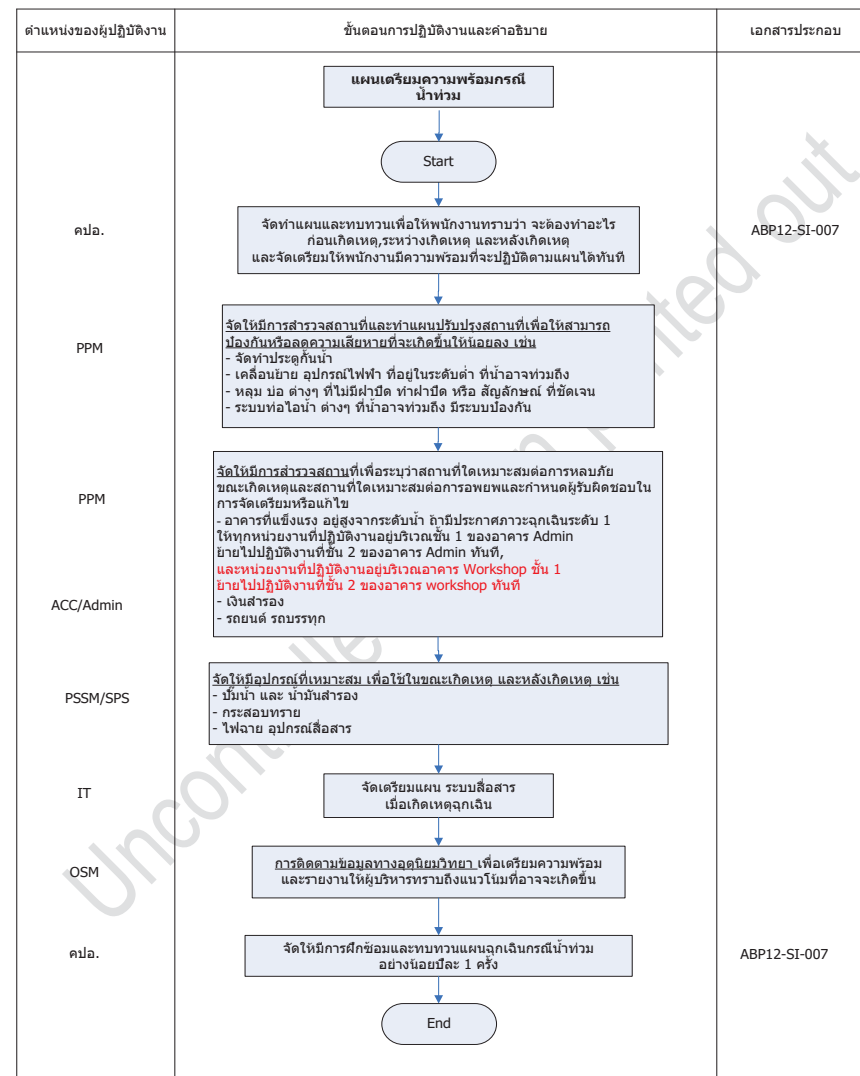 ตำแหน่งของผู้ปฏิบัติงาน
ขั้นตอนการปฏิบัติงานและคำอธิบาย
เอกสารประกอบ
แผนเตรียมความพร้อมกรณี
น้ำท่วม
Start
คปอ.
จัดทำแผนและทบทวนเพื่อให้พนักงานทราบว่า จะต้องทำอะไร
ก่อนเกิดเหตุ,ระหว่างเกิดเหตุ และหลังเกิดเหตุ
และจัดเตรียมให้พนักงานมีความพร้อมที่จะปฏิบัติตามแผนได้ทันที
ABP12-SI-007
PPM
จัดให้มีการสำรวจสถานที่และทำแผนปรับปรุงสถานที่เพื่อให้สามารถ
ป้องกันหรือลดความเสียหายที่จะเกิดขึ้นให้น้อยลง เช่น
- จัดทำประตูกั้นน้ำ
- เคลื่อนย้าย อุปกรณ์ไฟฟ้า ที่อยู่ในระดับต่ำ ที่น้ำอาจท่วมถึง
- หลุม บ่อ ต่างๆ ที่ไม่มีฝาปิด ทำฝาปิด หรือ สัญลักษณ์ ที่ชัดเจน
- ระบบท่อไอน้ำ ต่างๆ ที่น้ำอาจท่วมถึง มีระบบป้องกัน
PPM
จัดให้มีการสำรวจสถานที่เพื่อระบุว่าสถานที่ใดเหมาะสมต่อการหลบภัย
ขณะเกิดเหตุและสถานที่ใดเหมาะสมต่อการอพยพและกำหนดผู้รับผิดชอบใน
การจัดเตรียมหรือแก้ไข
- อาคารที่แข็งแรง อยู่สูงจากระดับน้ำ ถ้ามีประกาศภาวะฉุกเฉินระดับ 1
ให้ทุกหน่วยงานที่ปฏิบัติงานอยู่บริเวณชั้น 1 ของอาคาร Admin
ย้ายไปปฏิบัติงานที่ชั้น 2 ของอาคาร Admin ทันที,
และหน่วยงานที่ปฏิบัติงานอยู่บริเวณอาคาร Workshop ชั้น 1
ย้ายไปปฏิบัติงานที่ชั้น 2 ของอาคาร workshop ทันที
- เงินสำรอง
- รถยนต์ รถบรรทุก
ACC/Admin
PSSM/SPS
จัดให้มีอุปกรณ์ที่เหมาะสม เพื่อใช้ในขณะเกิดเหตุ และหลังเกิดเหตุ เช่น
- ปั๊มน้ำ และ น้ำมันสำรอง
- กระสอบทราย
- ไฟฉาย อุปกรณ์สื่อสาร
IT
จัดเตรียมแผน ระบบสื่อสาร
เมื่อเกิดเหตุฉุกเฉิน
OSM
การติดตามข้อมูลทางอุตุนิยมวิทยา เพื่อเตรียมความพร้อม
และรายงานให้ผู้บริหารทราบถึงแนวโน้มที่อาจจะเกิดขึ้น
คปอ.
จัดให้มีการฝึกซ้อมและทบทวนแผนฉุกเฉินกรณีน้ำท่วม
อย่างน้อยปีละ 1 ครั้ง
ABP12-SI-007
End